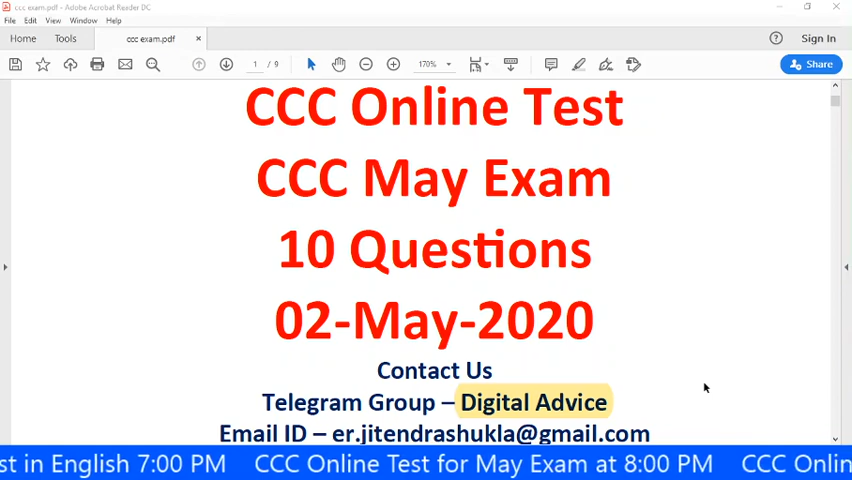 ccc exam.pdf - Adobe Acrobat Reader DC
File Edit View Window Help
Home Tools ccc exam.pdf × Sign In
1 / 9 170% Share
CCC Online Test
CCC May Exam
10 Questions
02-May-2020
Contact Us
Telegram Group – Digital Advice
Email ID – er.jitendrashukla@gmail.com
st in English 7:00 PM CCC Online Test for May Exam at 8:00 PM CCC Onlin